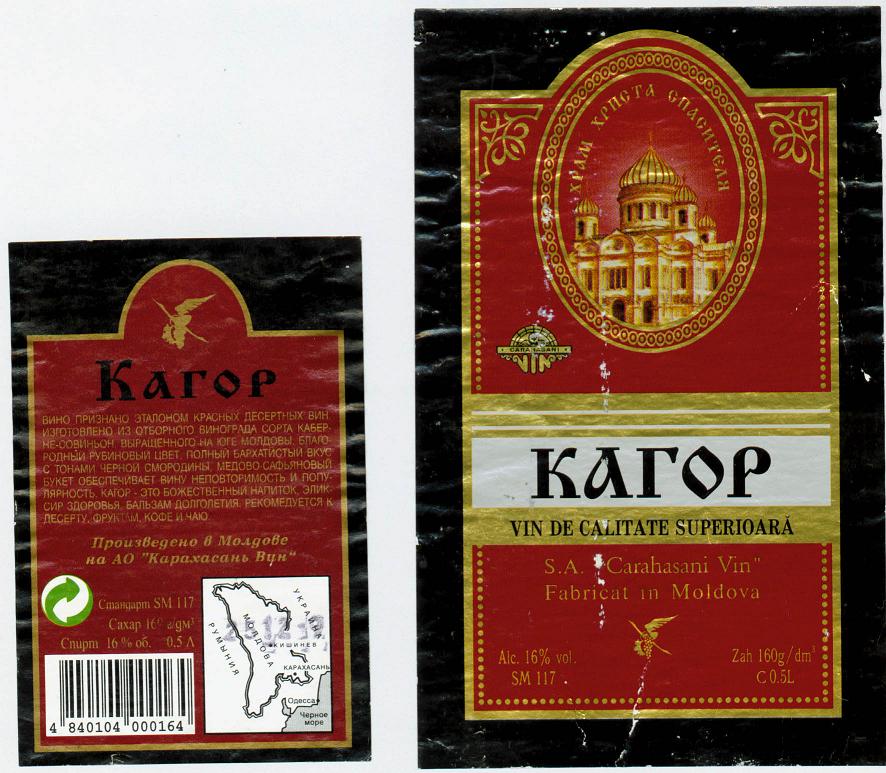 КАГОР
ВИНО ПРИЗНАНО ЭТАЛОНОМ КРАСНЫХ ДЕСЕРТНЫХ ВИН.
ИЗГОТОВЛЕНО ИЗ ОТБОРНОГО ВИНОГРАДА СОРТА КАБЕР-
НЕ-СОВИНЬОН, ВЫРАЩЕННОГО НА ЮГЕ МОЛДОВЫ. БЛАГО-
РОДНЫЙ РУБИНОВЫЙ ЦВЕТ, ПОЛНЫЙ БАРХАТИСТЫЙ ВКУС
С ТОНАМИ ЧЕРНОЙ СМОРОДИНЫ, МЕДОВО-САФЬЯНОВЫЙ
БУКЕТ ОБЕСПЕЧИВАЕТ ВИНУ НЕПОВТОРИМОСТЬ И ПОПУ-
ЛЯРНОСТЬ. КАГОР - ЭТО БОЖЕСТВЕННЫЙ НАПИТОК, ЭЛИК-
СИР ЗДОРОВЬЯ, БАЛЬЗАМ ДОЛГОЛЕТИЯ. РЕКОМЕДУЕТСЯ К
ДЕСЕРТУ, ФРУКТАМ, КОФЕ И ЧАЮ.
Произведено в Молдове
на АО "Карахасань Вин"
Стандарт SM 117
Сахар 160 г/дм³
Спирт 16 % об. 0.5 Л
4 840104 000164
УКРАИНА
МОЛДОВА
РУМЫНИЯ
КИШИНЕВ
КАРАХАСАНЬ
Одесса
Черное
море
ХРАМ ХРИСТА СПАСИТЕЛЯ
CARAHASANI
VIN
КАГОР
VIN DE CALITATE SUPERIOARĂ
S.A. "Carahasani Vin"
Fabricat in Moldova
Alc. 16% vol.
Zah 160g/dm³
SM 117
C 0.5L